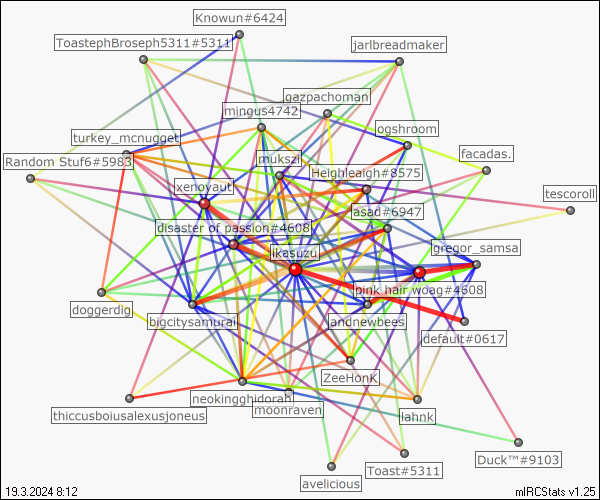 Knowun#6424
ToastephBroseph5311#5311
jarlbreadmaker
gazpachoman
mingus4742
ogshroom
turkey_mcnugget
facadas.
Random Stuf6#5983
mukszi
Heighleaigh#8575
xenoyaut
tescoroll
asad#6947
disaster of passion#4608
gregor_samsa
likasuzu
pink hair woag#4608
doggerdig
bigcitysamurai
landnewbees
default#0617
ZeeHonK
neokingghidorah
moonraven
thiccusboiusalexusjoneus
lahnk
Duck™#9103
Toast#5311
avelicious
19.3.2024 8:12
mIRCStats v1.25